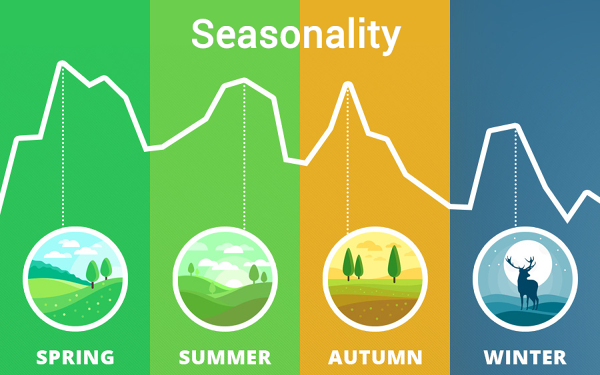 Seasonality
SPRING
SUMMER
AUTUMN
WINTER